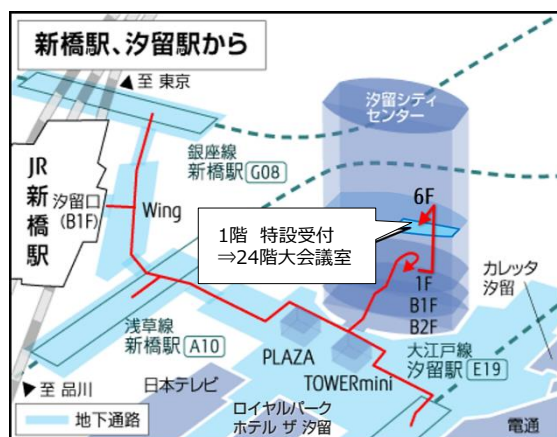 新橋駅、汐留駅から
至 東京
汐留シティ
センター
銀座線
新橋駅 G08
JR
新橋駅
汐留口
(B1F)
Wing
6F
1階 特設受付
⇒24階大会議室
カレッタ
汐留
1F
B1F
B2F
浅草線
新橋駅 A10
PLAZA
大江戸線
汐留駅 E19
TOWERmini
至 品川
日本テレビ
地下通路
ロイヤルパーク
ホテル ザ 汐留
電通